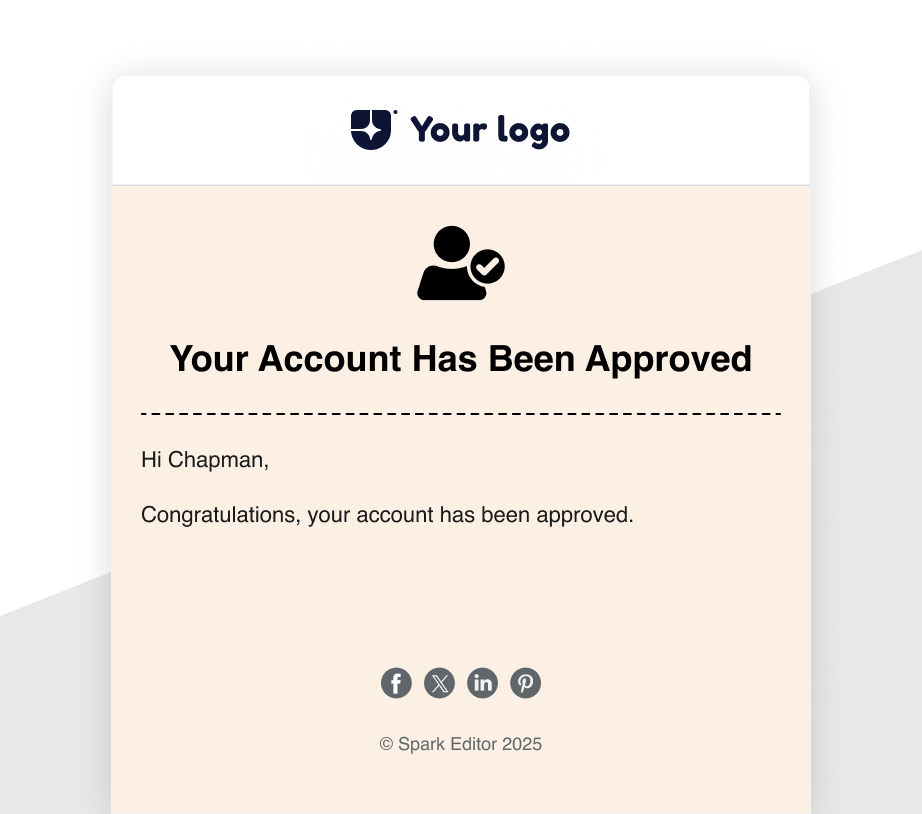 Your logo
Your Account Has Been Approved
Hi Chapman,
Congratulations, your account has been approved.
© Spark Editor 2025